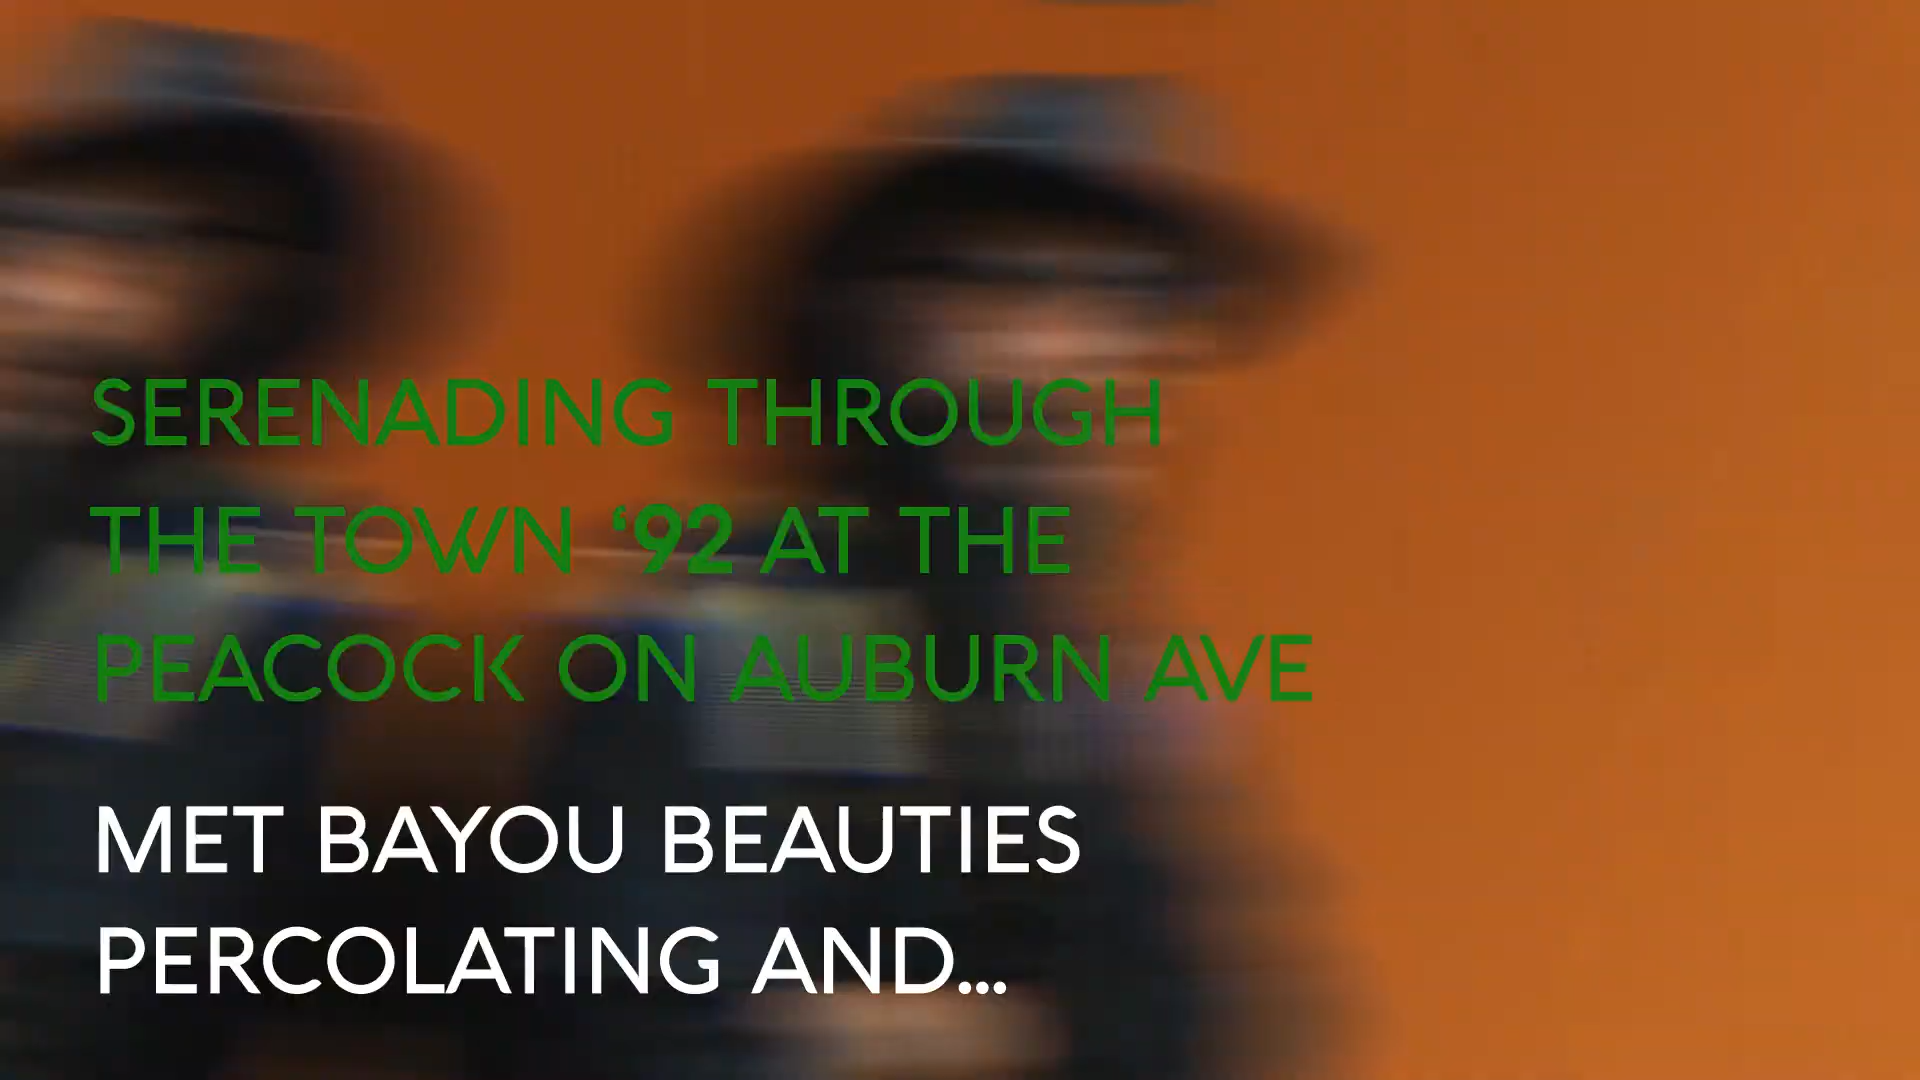 SERENADING THROUGH
THE TOWN ‘92 AT THE
PEACOCK ON AUBURN AVE
MET BAYOU BEAUTIES
PERCOLATING AND...